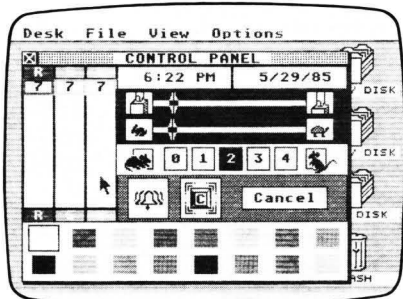 Desk File View Options
CONTROL PANEL
R
6:22 PM 5/29/85
7 7 7
DISK
0 1 2 3 4
DISK
C Cancel
DISK
R
ASH